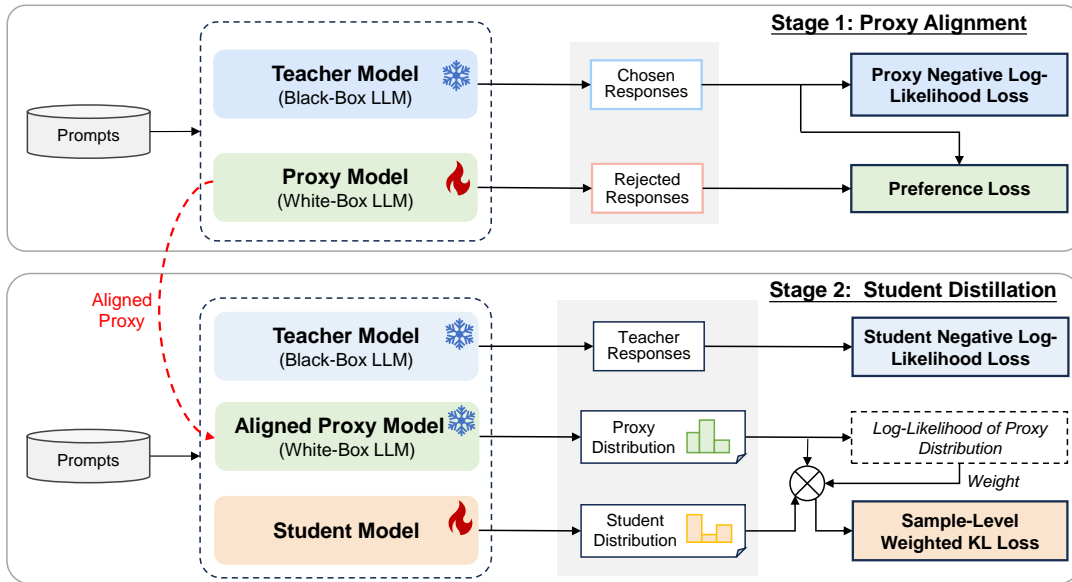 Stage 1: Proxy Alignment
Prompts
Teacher Model
(Black-Box LLM)
Chosen
Responses
Proxy Negative Log-
Likelihood Loss
Proxy Model
(White-Box LLM)
Rejected
Responses
Preference Loss
Aligned
Proxy
Stage 2: Student Distillation
Prompts
Teacher Model
(Black-Box LLM)
Teacher
Responses
Student Negative Log-
Likelihood Loss
Aligned Proxy Model
(White-Box LLM)
Proxy
Distribution
Log-Likelihood of Proxy
Distribution
Weight
Student Model
Student
Distribution
Sample-Level
Weighted KL Loss